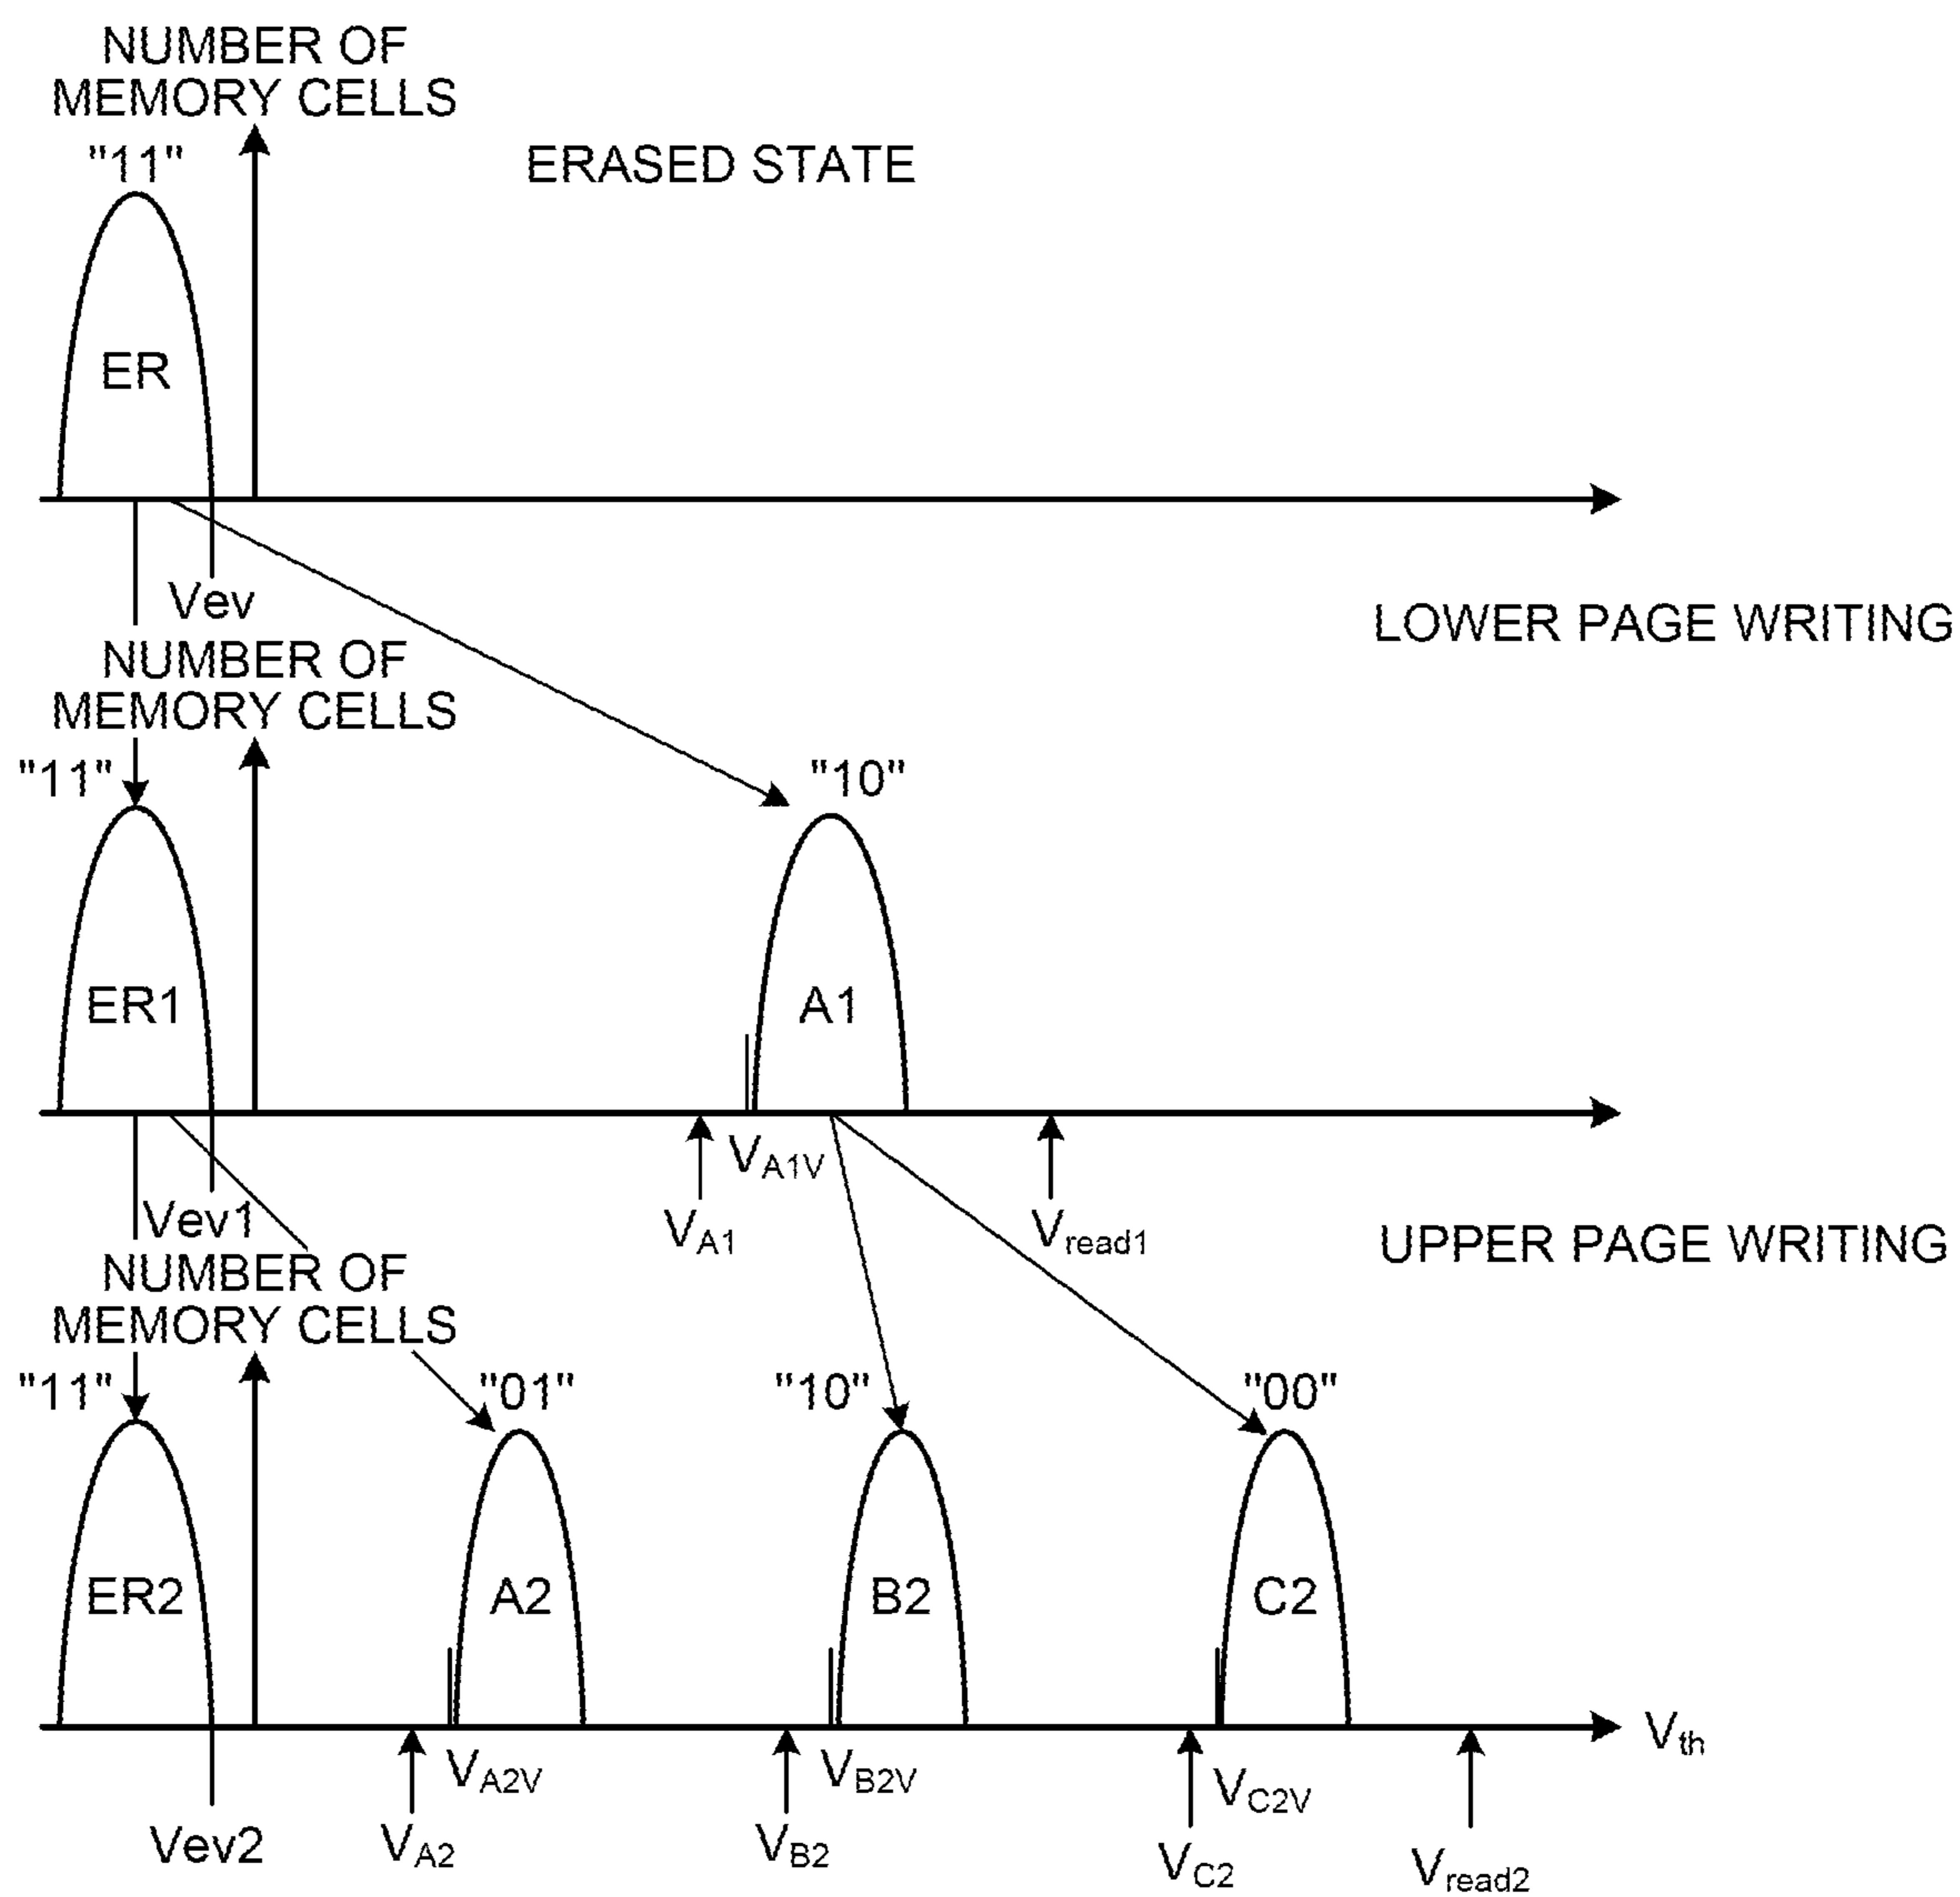 NUMBER OF
MEMORY CELLS
"11"
ERASED STATE
ER
Vev
LOWER PAGE WRITING
NUMBER OF
MEMORY CELLS
"11"
"10"
ER1
A1
VA1V
Vev1
VA1
Vread1
UPPER PAGE WRITING
NUMBER OF
MEMORY CELLS
"11"
"01"
"10"
"00"
ER2
A2
B2
C2
Vth
VA2V
VB2V
VC2V
Vev2
VA2
VB2
VC2
Vread2